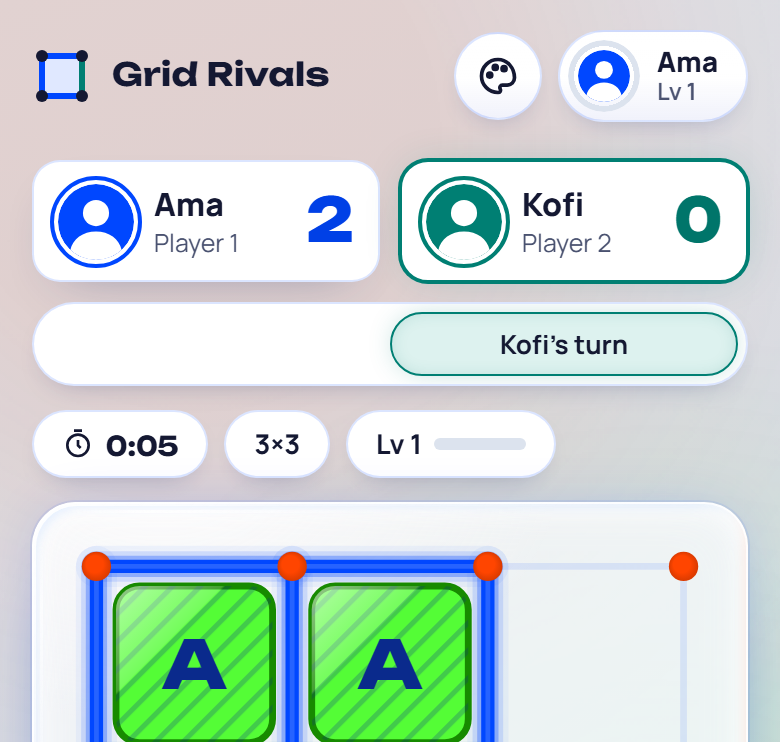 Grid Rivals
Ama
Lv 1
Ama
Player 1
2
Kofi
Player 2
0
Kofi’s turn
0:05
3×3
Lv 1
A
A